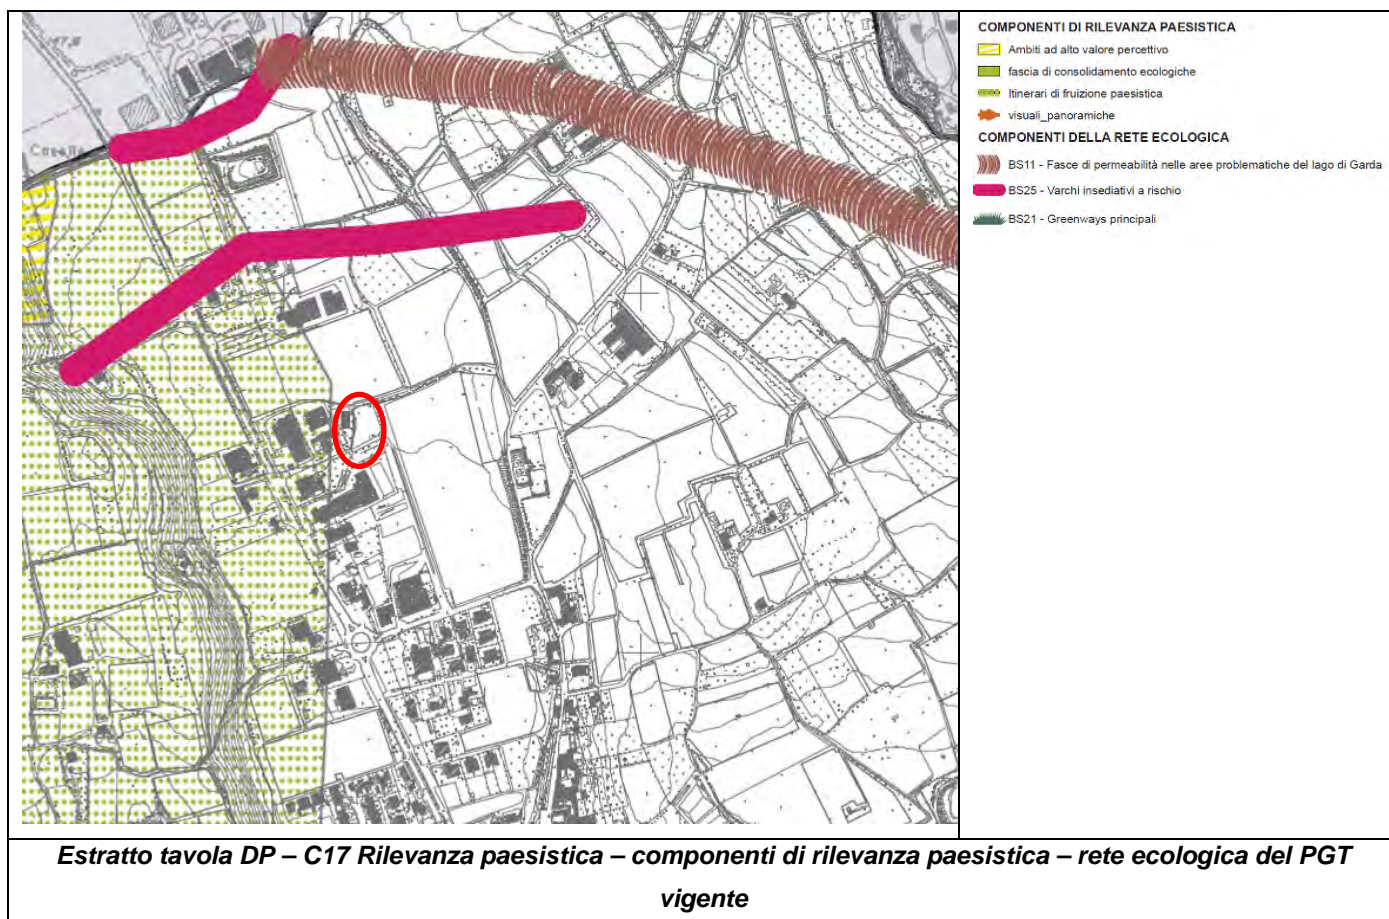 COMPONENTI DI RILEVANZA PAESISTICA
Ambiti ad alto valore percettivo
fascia di consolidamento ecologiche
Itinerari di fruizione paesistica
visuali_panoramiche
COMPONENTI DELLA RETE ECOLOGICA
BS11 - Fasce di permeabilità nelle aree problematiche del lago di Garda
BS25 - Varchi insediativi a rischio
BS21 - Greenways principali
Estratto tavola DP – C17 Rilevanza paesistica – componenti di rilevanza paesistica – rete ecologica del PGT
vigente